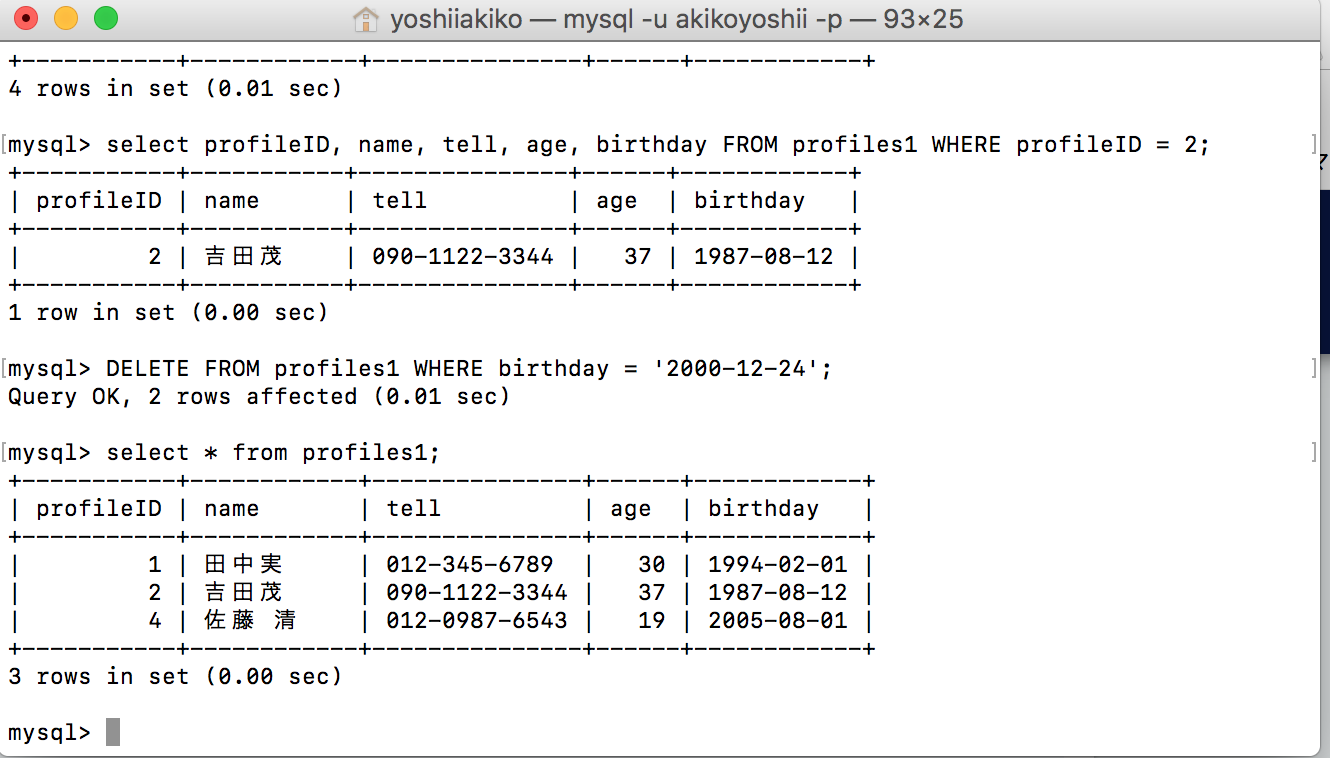 yoshiiakiko — mysql -u akikoyoshii -p — 93×25
+-----------+------------+---------------+------+------------+
4 rows in set (0.01 sec)
[mysql> select profileID, name, tell, age, birthday FROM profiles1 WHERE profileID = 2; ]
+-----------+-----------+---------------+------+------------+
| profileID | name      | tell          | age  | birthday   |
+-----------+-----------+---------------+------+------------+
|         2 | 吉田茂    | 090-1122-3344 |   37 | 1987-08-12 |
+-----------+-----------+---------------+------+------------+
1 row in set (0.00 sec)
[mysql> DELETE FROM profiles1 WHERE birthday = '2000-12-24'; ]
Query OK, 2 rows affected (0.01 sec)
[mysql> select * from profiles1; ]
+-----------+------------+---------------+------+------------+
| profileID | name       | tell          | age  | birthday   |
+-----------+------------+---------------+------+------------+
|         1 | 田中実     | 012-345-6789  |   30 | 1994-02-01 |
|         2 | 吉田茂     | 090-1122-3344 |   37 | 1987-08-12 |
|         4 | 佐藤 清    | 012-0987-6543 |   19 | 2005-08-01 |
+-----------+------------+---------------+------+------------+
3 rows in set (0.00 sec)
mysql>